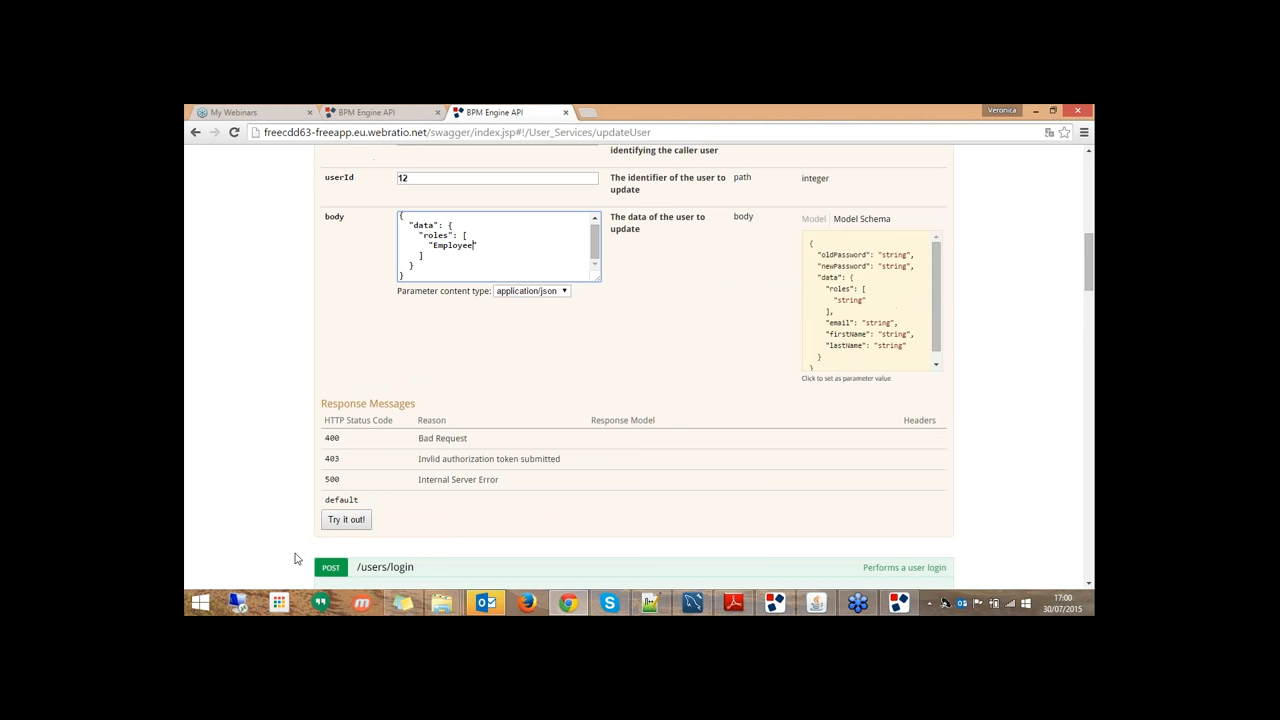 My Webinars
BPM Engine API
BPM Engine API
Veronica
freecdd63-freeapp.eu.webratio.net/swagger/index.jsp#!/User_Services/updateUser
identifying the caller user
userId
12
The identifier of the user to
update
path
integer
body
{
"data": {
"roles": [
"Employee"
]
}
}
The data of the user to
update
body
Model
Model Schema
{
"oldPassword": "string",
"newPassword": "string",
"data": {
"roles": [
"string"
],
"email": "string",
"firstName": "string",
"lastName": "string"
}
}
Click to set as parameter value
Parameter content type: application/json
Response Messages
HTTP Status Code Reason Response Model Headers
400 Bad Request
403 Invlid authorization token submitted
500 Internal Server Error
default
Try it out!
POST /users/login Performs a user login
17:00
30/07/2015